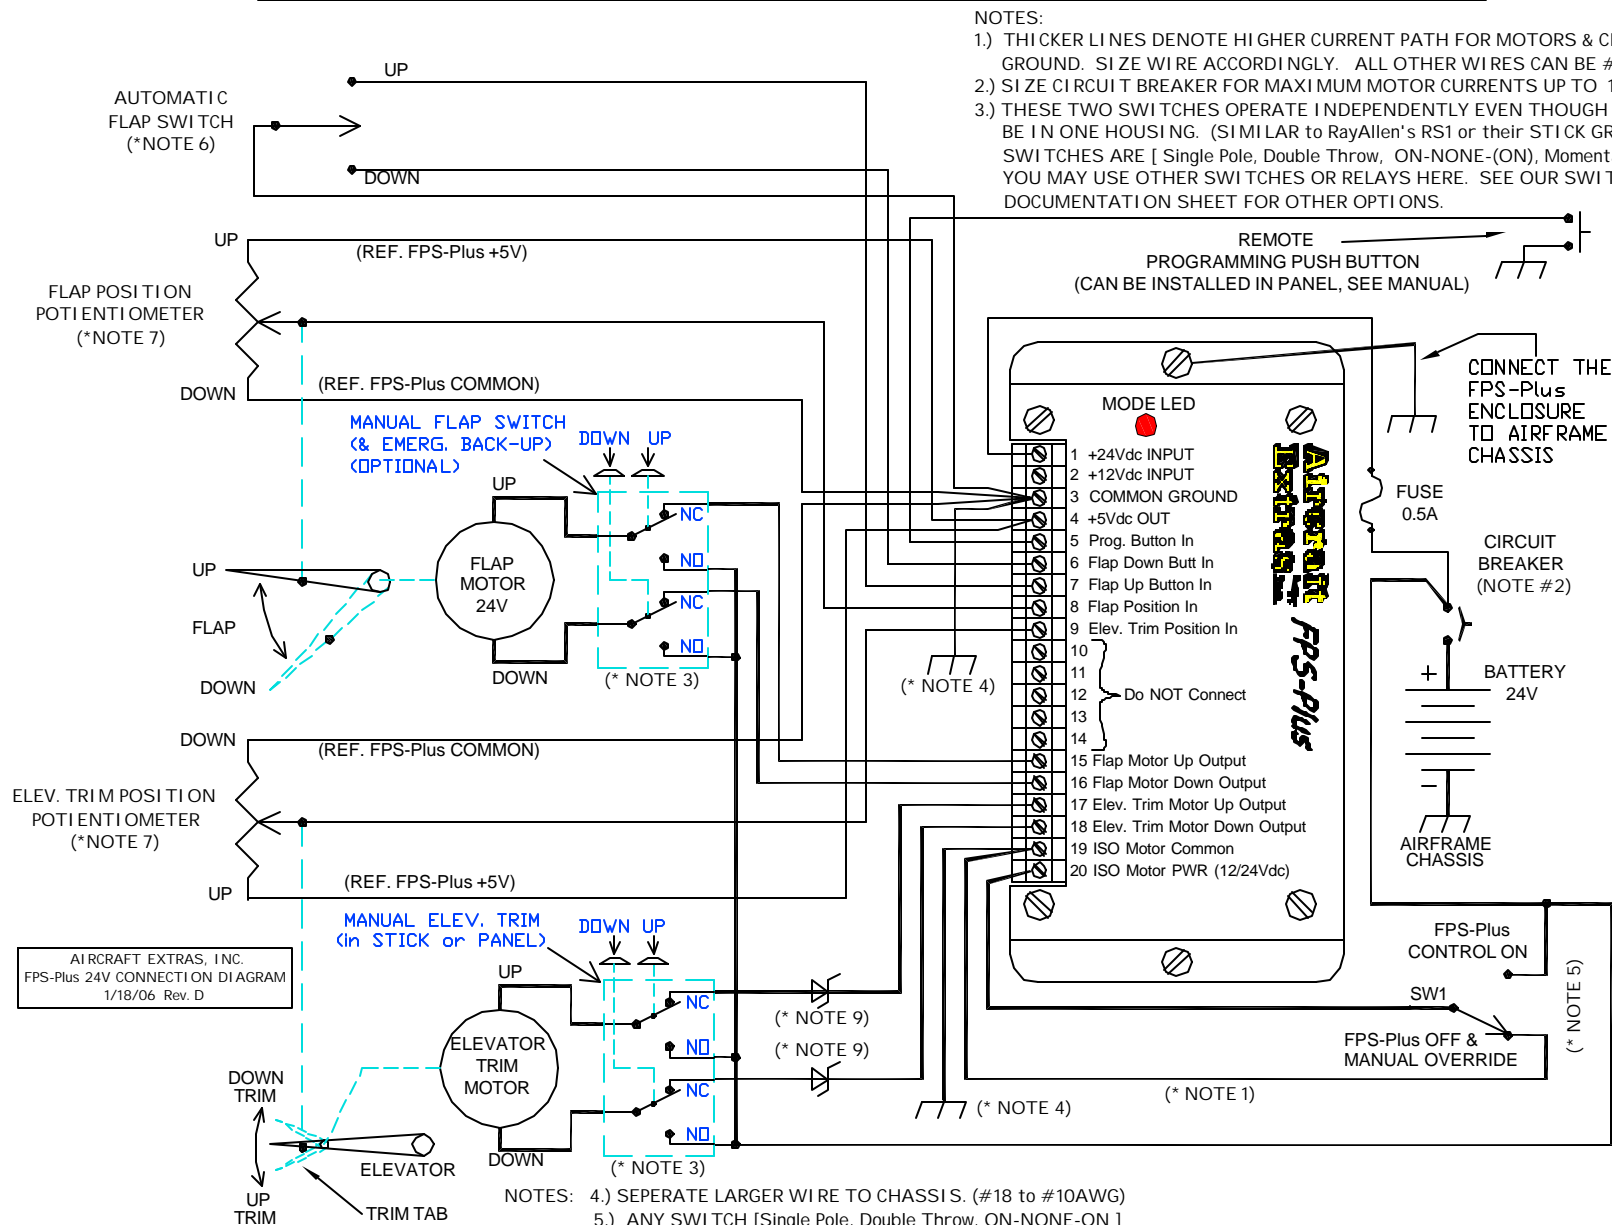 NOTES:
1.) THICKER LINES DENOTE HIGHER CURRENT PATH FOR MOTORS &
GROUND. SIZE WIRE ACCORDINGLY. ALL OTHER WIRES CAN BE #
2.) SIZE CIRCUIT BREAKER FOR MAXIMUM MOTOR CURRENTS UP TO 1
3.) THESE TWO SWITCHES OPERATE INDEPENDENTLY EVEN THOUGH
BE IN ONE HOUSING. (SIMILAR to RayAllen's RS1 or their STICK
SWITCHES ARE [ Single Pole, Double Throw, ON-NONE-(ON),
YOU MAY USE OTHER SWITCHES OR RELAYS HERE. SEE OUR
DOCUMENTATION SHEET FOR OTHER OPTIONS.
UP
AUTOMATIC
FLAP SWITCH
(*NOTE 6)
DOWN
UP
(REF. FPS-Plus +5V)
FLAP POSITION
POTIENTIOMETER
(*NOTE 7)
DOWN
(REF. FPS-Plus COMMON)
REMOTE
PROGRAMMING PUSH BUTTON
(CAN BE INSTALLED IN PANEL, SEE MANUAL)
CONNECT THE
FPS-Plus
ENCLOSURE
TO AIRFRAME
CHASSIS
MANUAL FLAP SWITCH
(& EMERG. BACK-UP)
(OPTIONAL)
DOWN UP
UP
NC
NO
NC
NO
FLAP
MOTOR
24V
DOWN
(* NOTE 3)
UP
FLAP
DOWN
(* NOTE 4)
MODE LED
1 +24Vdc INPUT
2 +12Vdc INPUT
3 COMMON GROUND
4 +5Vdc OUT
5 Prog. Button In
6 Flap Down Butt In
7 Flap Up Button In
8 Flap Position In
9 Elev. Trim Position In
10
11
12 Do NOT Connect
13
14
15 Flap Motor Up Output
16 Flap Motor Down Output
17 Elev. Trim Motor Up Output
18 Elev. Trim Motor Down Output
19 ISO Motor Common
20 ISO Motor PWR (12/24Vdc)
Aircraft
Extras, Inc.
FPS-Plus
FUSE
0.5A
CIRCUIT
BREAKER
(NOTE #2)
+
BATTERY
24V
−
AIRFRAME
CHASSIS
DOWN
(REF. FPS-Plus COMMON)
ELEV. TRIM POSITION
POTIENTIOMETER
(*NOTE 7)
UP
(REF. FPS-Plus +5V)
MANUAL ELEV. TRIM
(in STICK or PANEL)
DOWN UP
AIRCRAFT EXTRAS, INC.
FPS-Plus 24V CONNECTION DIAGRAM
1/18/06 Rev. D
UP
NC
NO
NC
NO
ELEVATOR
TRIM
MOTOR
DOWN
(* NOTE 3)
(* NOTE 9)
(* NOTE 9)
(* NOTE 4)
(* NOTE 1)
FPS-Plus
CONTROL ON
SW1
FPS-Plus OFF &
MANUAL OVERRIDE
(* NOTE 5)
DOWN
TRIM
ELEVATOR
UP
TRIM
TRIM TAB
NOTES: 4.) SEPERATE LARGER WIRE TO CHASSIS. (#18 to #10AWG)
5.) ANY SWITCH [Single Pole, Double Throw, ON-NONE-ON ]